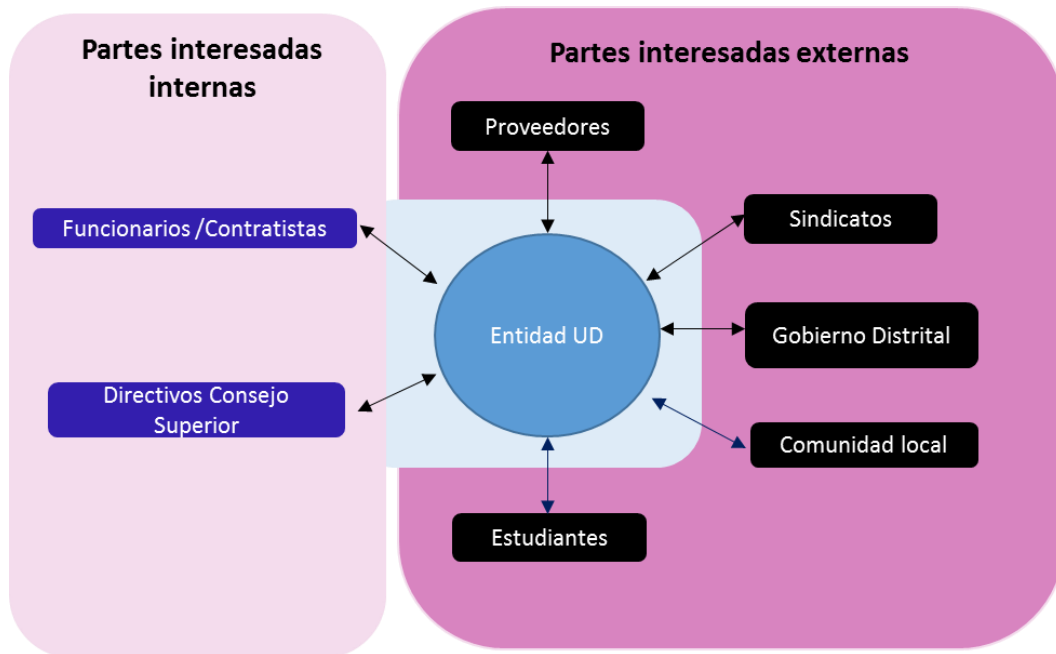 Partes interesadas
internas
Partes interesadas externas
Proveedores
Funcionarios /Contratistas
Sindicatos
Entidad UD
Gobierno Distrital
Directivos Consejo
Superior
Comunidad local
Estudiantes